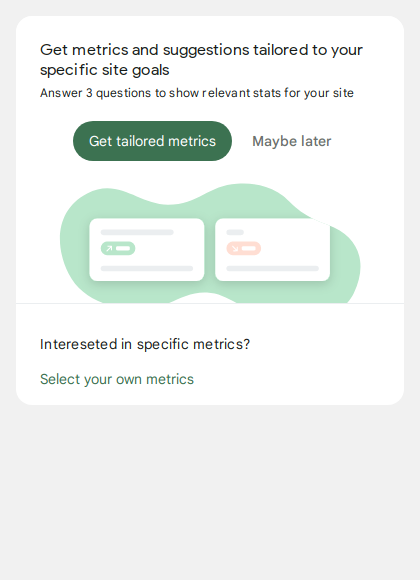 Get metrics and suggestions tailored to your
specific site goals
Answer 3 questions to show relevant stats for your site
Get tailored metrics
Maybe later
Intereseted in specific metrics?
Select your own metrics